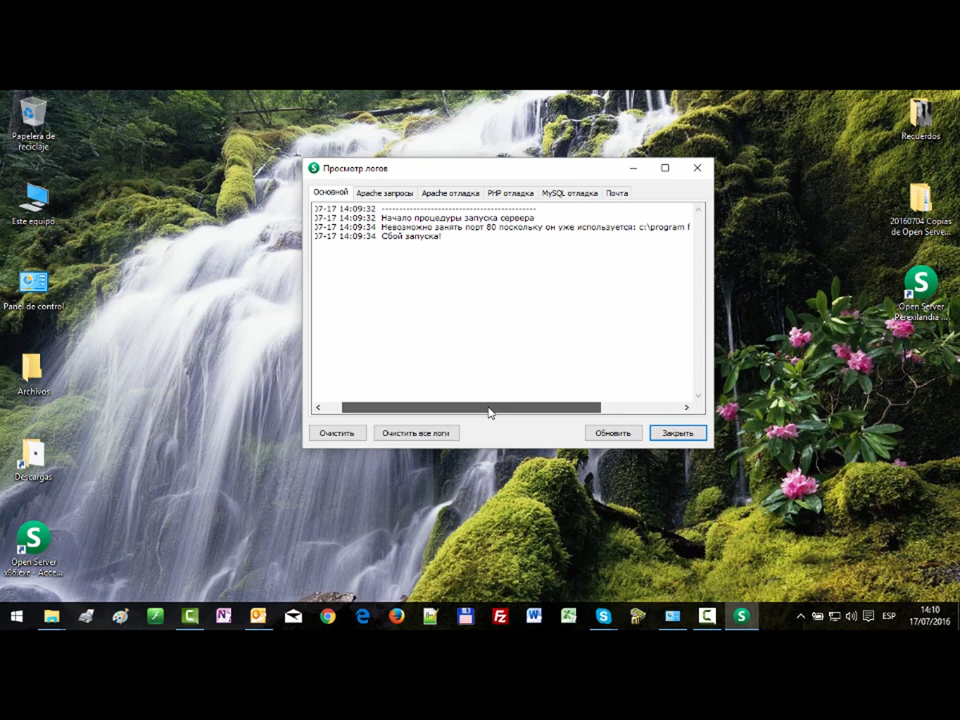 Papelera de
reciclaje
Este equipo
Panel de control
Archivos
Descargas
Open Server
x86.exe - Acce...
Recuerdos
20160704 Copias
de Open Serve...
Open Server
Perexilandia ...
Просмотр логов
Основной
Apache запросы
Apache отладка
PHP отладка
MySQL отладка
Почта
07-17 14:09:32 ----------------------------------------
07-17 14:09:32 Начало процедуры запуска сервера
07-17 14:09:34 Невозможно занять порт 80 поскольку он уже используется: c:\program f
07-17 14:09:34 Сбой запуска!
Очистить
Очистить все логи
Обновить
Закрыть
ESP
14:10
17/07/2016